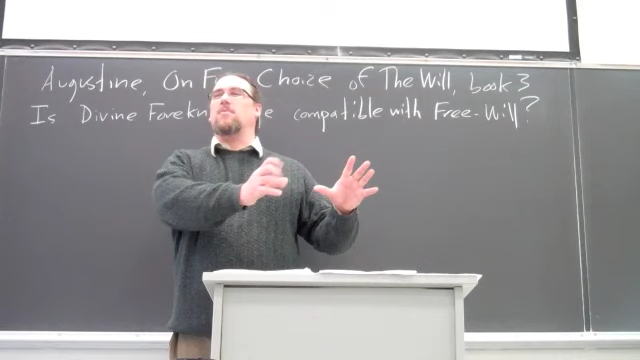 Augustine, On Choice of The Will, book 3
Is Divine compatible with Free-Will?